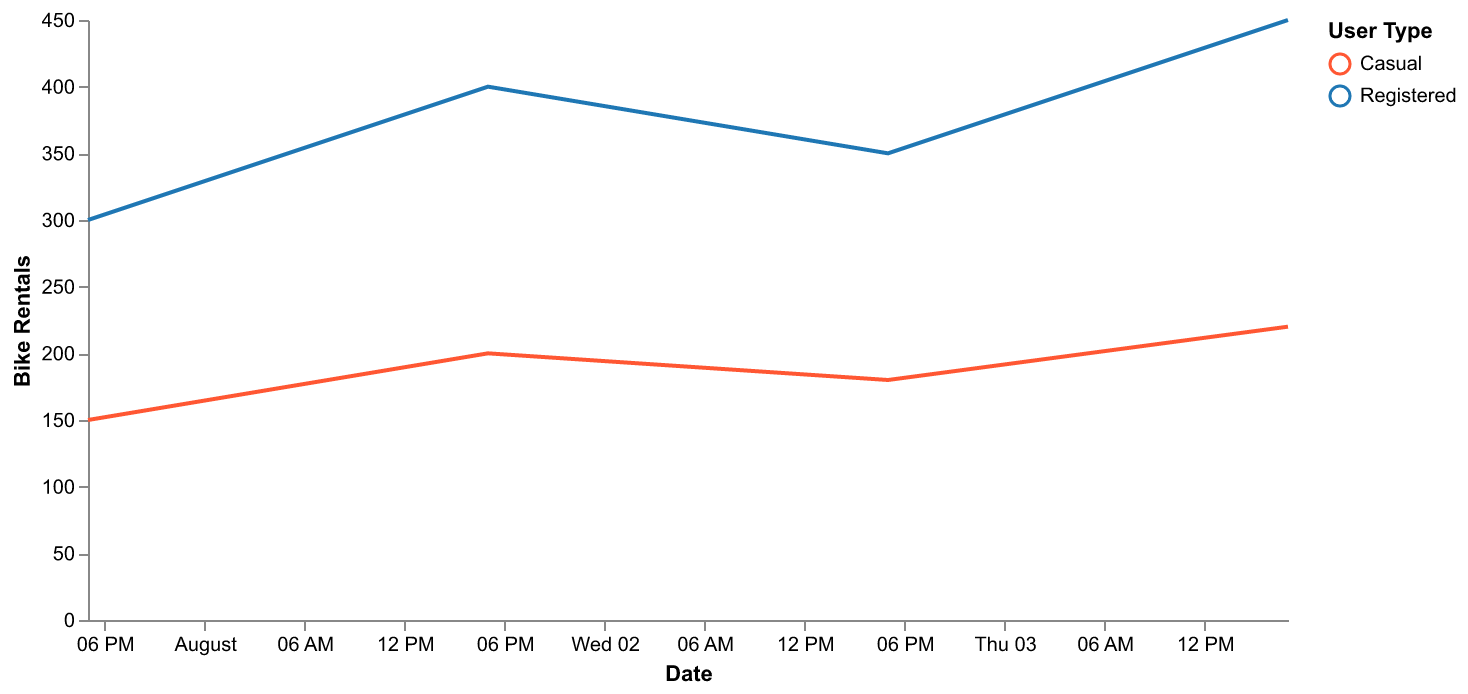 450
400
350
300
250
200
150
100
50
0
Bike Rentals
06 PM August 06 AM 12 PM 06 PM Wed 02 06 AM 12 PM 06 PM Thu 03 06 AM 12 PM
Date
User Type
Casual
Registered